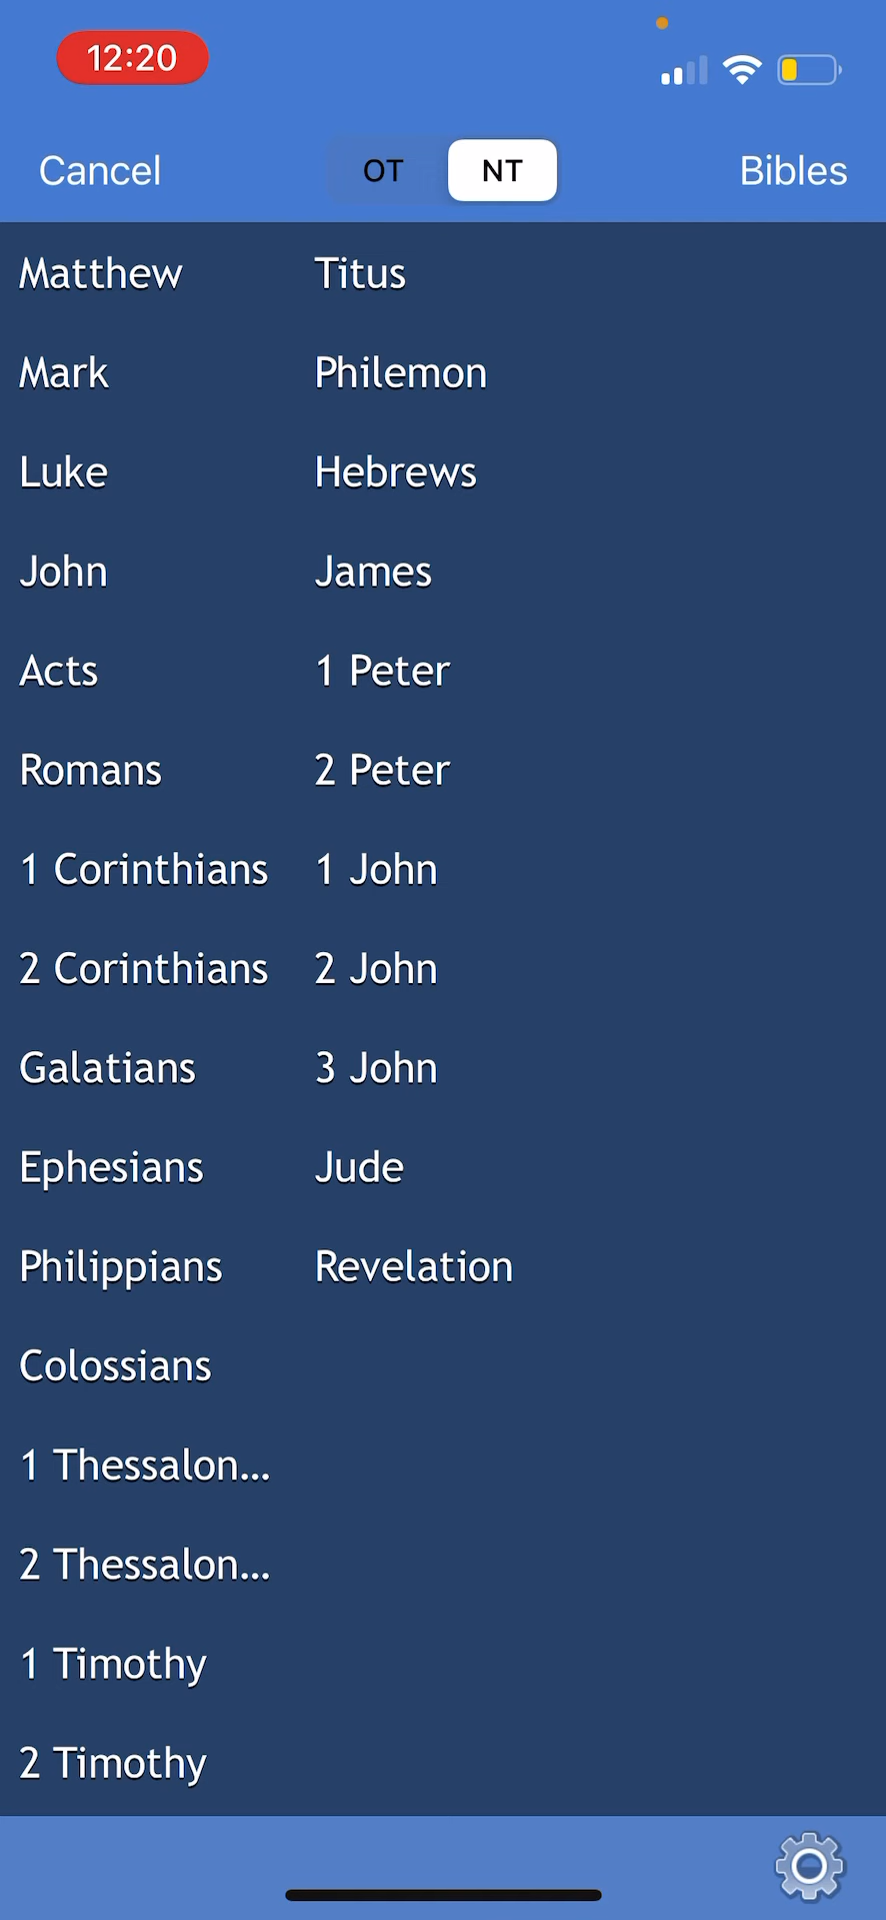 12:20
Cancel OT NT Bibles
Matthew Titus
Mark Philemon
Luke Hebrews
John James
Acts 1 Peter
Romans 2 Peter
1 Corinthians 1 John
2 Corinthians 2 John
Galatians 3 John
Ephesians Jude
Philippians Revelation
Colossians
1 Thessalon...
2 Thessalon...
1 Timothy
2 Timothy